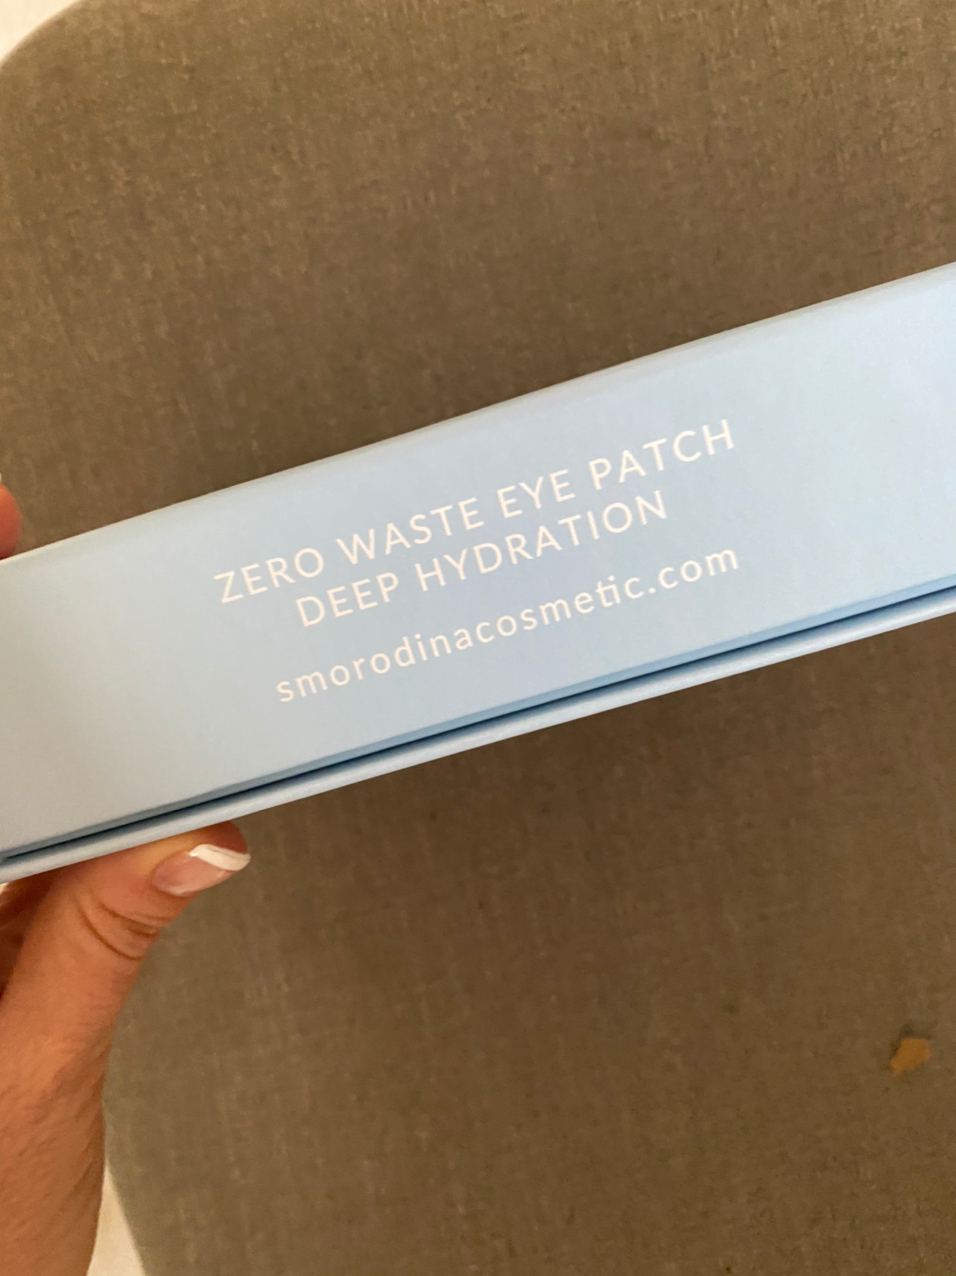 ZERO WASTE EYE PATCH
DEEP HYDRATION
smorodinacosmetic.com